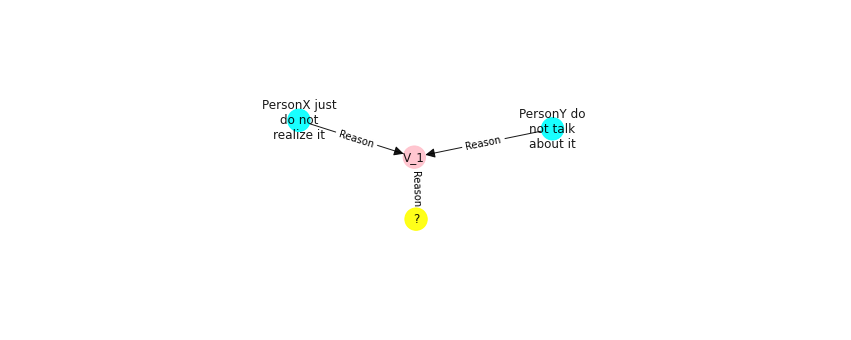 PersonX just
do not
realize it
PersonY do
not talk
about it
Reason
Reason
V_1
Reason
?